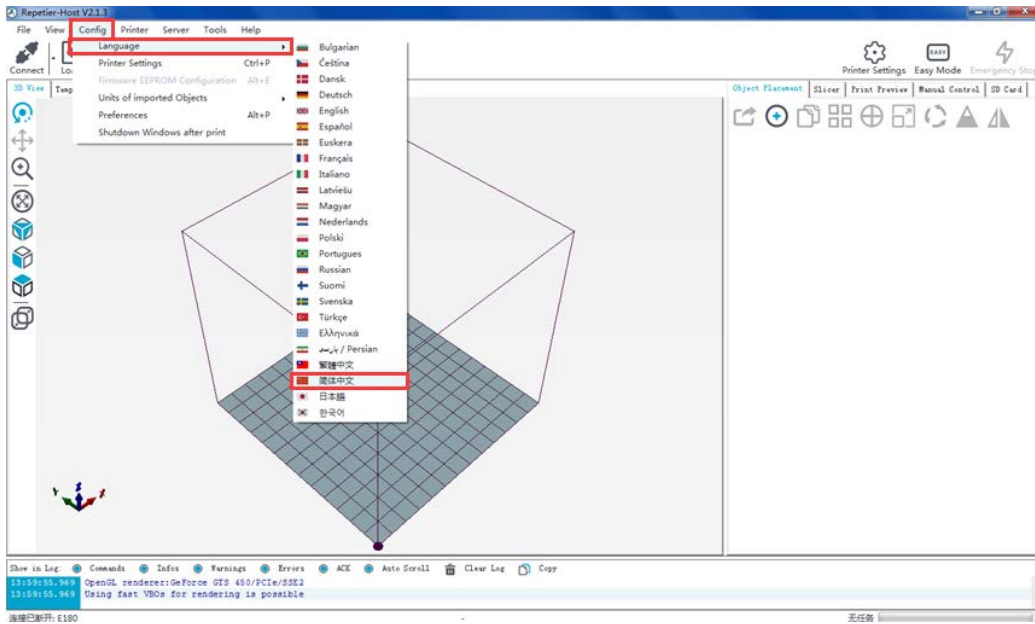 Repetier-Host V2.1.3
File View Config Printer Server Tools Help
Language
Printer Settings Ctrl+P
Firmware EEPROM Configuration Alt+E
Units of imported Objects
Preferences Alt+P
Shutdown Windows after print
Bulgarian
Čeština
Dansk
Deutsch
English
Español
Euskera
Français
Italiano
Latviešu
Magyar
Nederlands
Polski
Portugues
Russian
Suomi
Svenska
Türkçe
Ελληνικά
پارسی / Persian
繁體中文
简体中文
日本語
한국어
Connect Lo
Printer Settings EASY Easy Mode Emergency Stop
3D View Temp
Object Placement Slicer Print Preview Manual Control SD Card
Show in Log: Commands Infos Warnings Errors ACK Auto Scroll Clear Log Copy
13:59:55.969 OpenGL renderer:GeForce GTS 450/PCIe/SSE2
13:59:55.969 Using fast VBOs for rendering is possible
连接已断开: E180 - 无任务